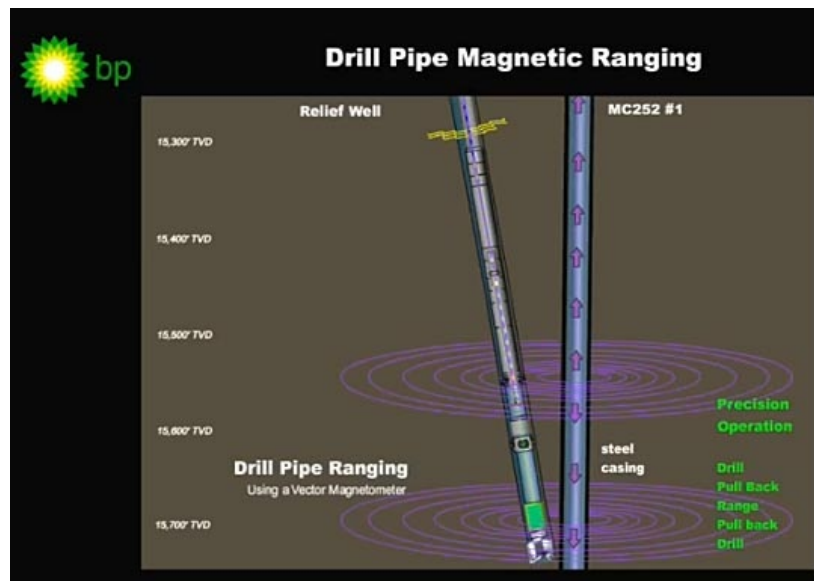 bp
Drill Pipe Magnetic Ranging
Relief Well
MC252 #1
15,300' TVD
15,400' TVD
15,500' TVD
Precision
Operation
15,600' TVD
steel
casing
Drill Pipe Ranging
Using a Vector Magnetometer
Drill
Pull Back
Range
Pull back
Drill
15,700' TVD